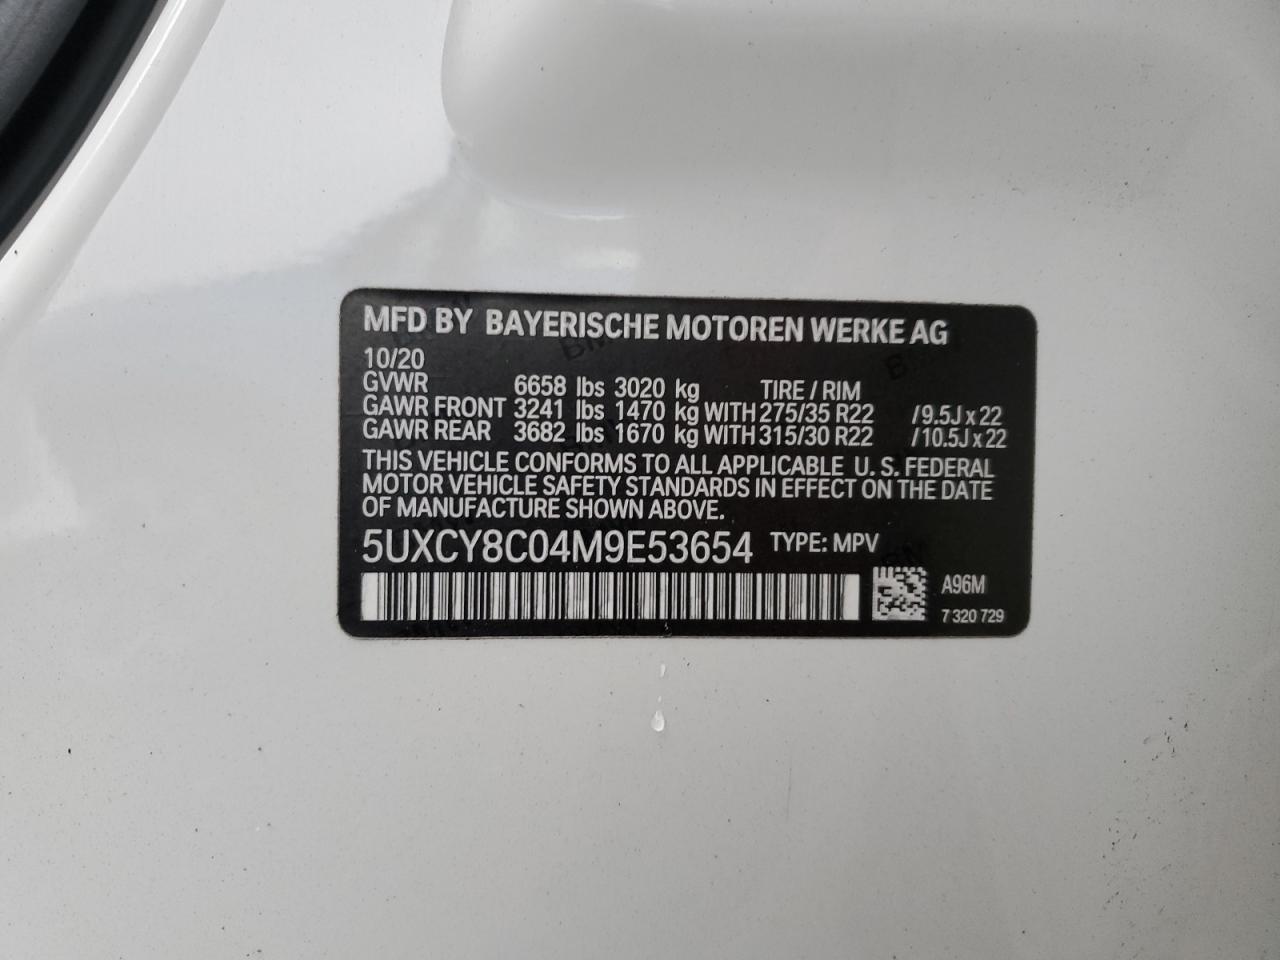 MFD BY BAYERISCHE MOTOREN WERKE AG
10/20
GVWR 6658 lbs 3020 kg TIRE / RIM
GAWR FRONT 3241 lbs 1470 kg WITH 275/35 R22 /9.5J x 22
GAWR REAR 3682 lbs 1670 kg WITH 315/30 R22 /10.5J x 22
THIS VEHICLE CONFORMS TO ALL APPLICABLE U. S. FEDERAL
MOTOR VEHICLE SAFETY STANDARDS IN EFFECT ON THE DATE
OF MANUFACTURE SHOWN ABOVE.
5UXCY8C04M9E53654 TYPE: MPV
A96M
7 320 729